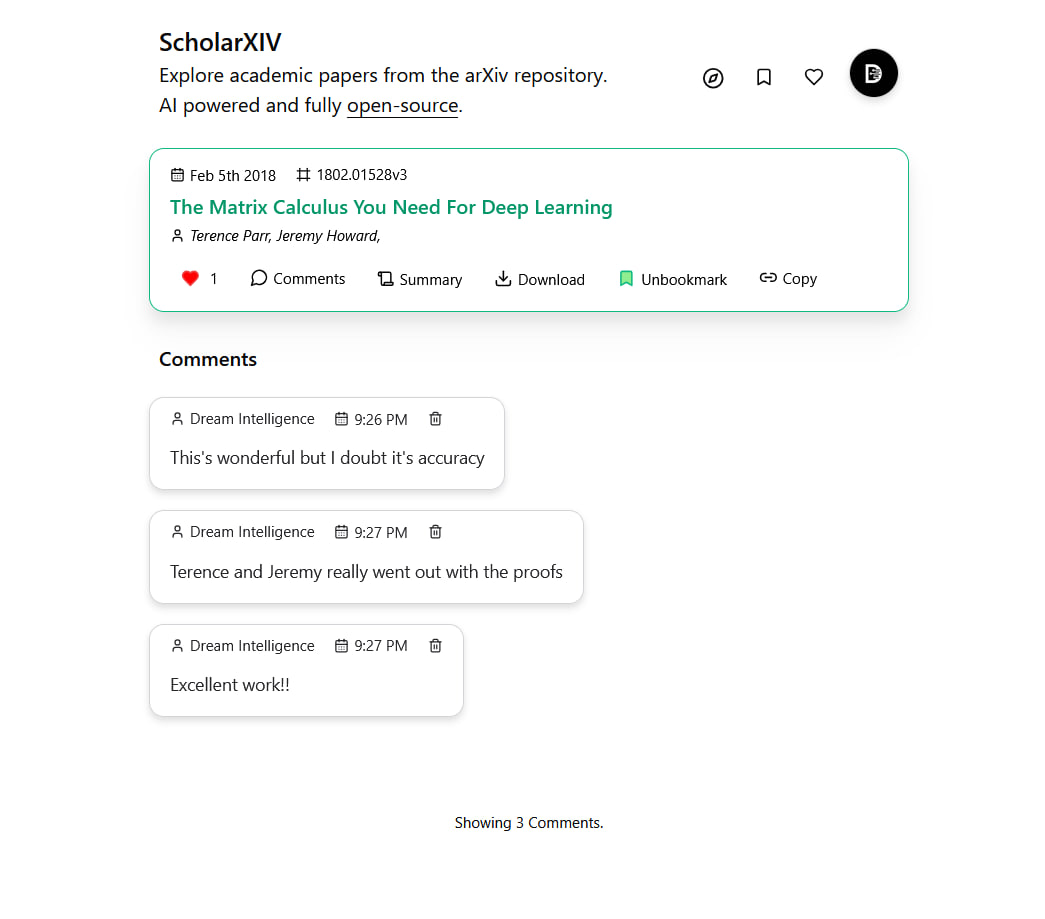 ScholarXIV
Explore academic papers from the arXiv repository.
AI powered and fully open-source.
Feb 5th 2018 1802.01528v3
The Matrix Calculus You Need For Deep Learning
Terence Parr, Jeremy Howard,
1 Comments Summary Download Unbookmark Copy
Comments
Dream Intelligence 9:26 PM
This's wonderful but I doubt it's accuracy
Dream Intelligence 9:27 PM
Terence and Jeremy really went out with the proofs
Dream Intelligence 9:27 PM
Excellent work!!
Showing 3 Comments.